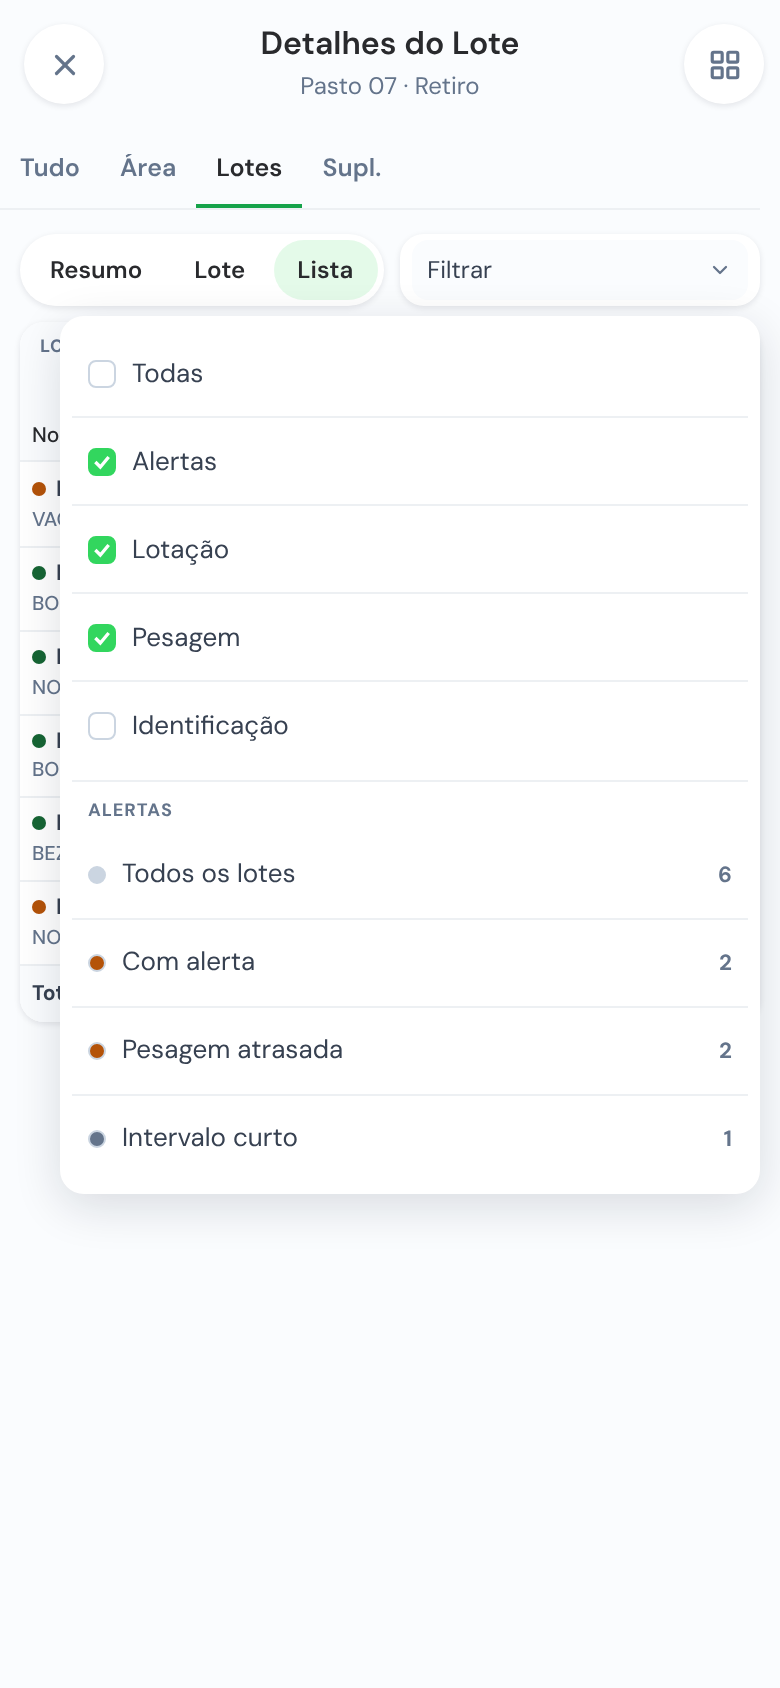 Detalhes do Lote
Pasto 07 · Retiro
Tudo Área Lotes Supl.
Resumo Lote Lista Filtrar
Todas
Alertas
Lotação
Pesagem
Identificação
ALERTAS
Todos os lotes 6
Com alerta 2
Pesagem atrasada 2
Intervalo curto 1